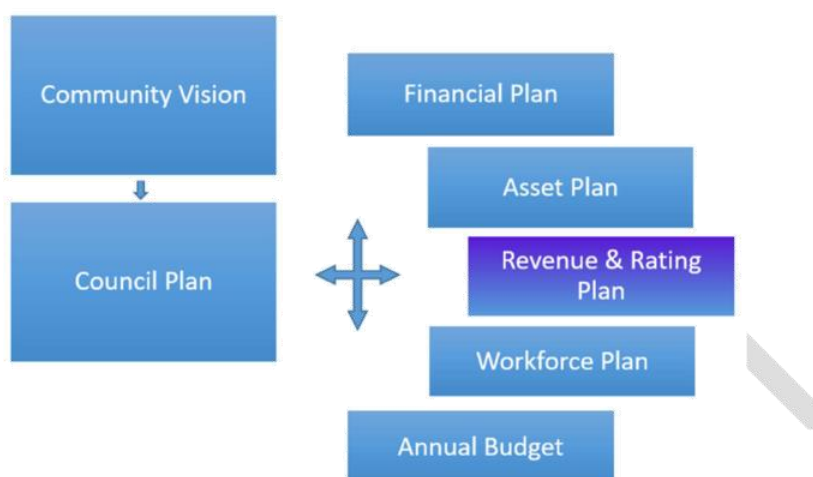 Community Vision
Financial Plan
Asset Plan
Council Plan
Revenue & Rating
Plan
Workforce Plan
Annual Budget